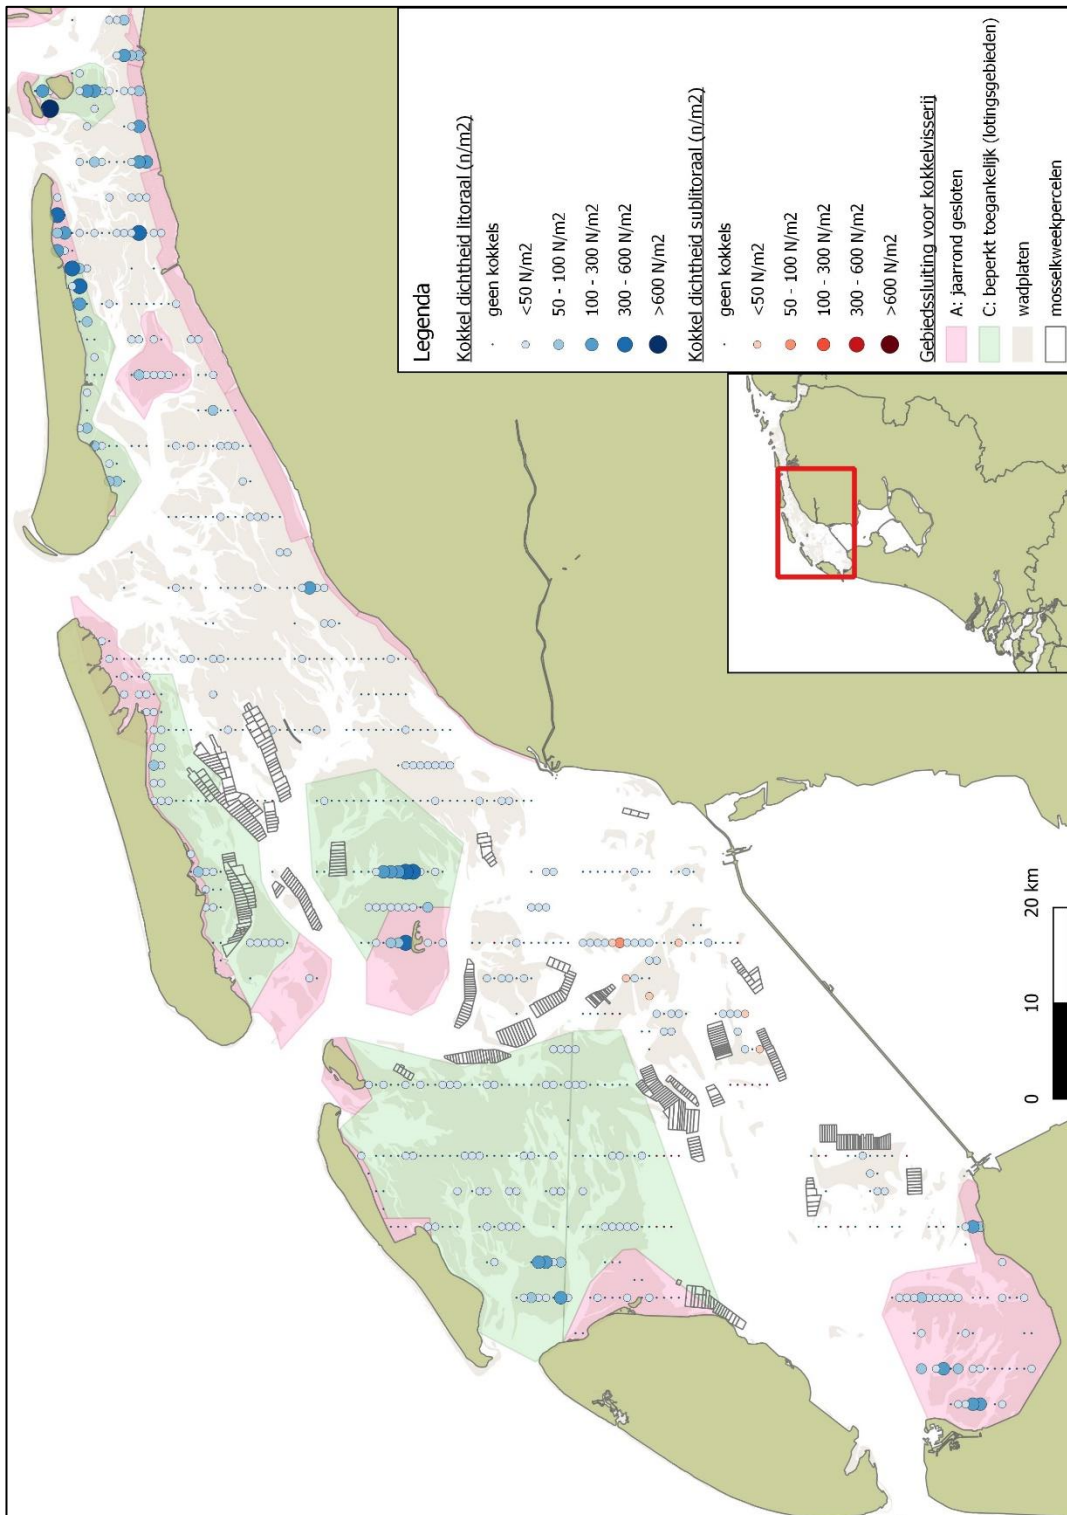 Legenda
Kokkel dichtheid litoraal (n/m2)
geen kokkels
<50 N/m2
50 - 100 N/m2
100 - 300 N/m2
300 - 600 N/m2
>600 N/m2
Kokkel dichtheid sublitoraal (n/m2)
geen kokkels
<50 N/m2
50 - 100 N/m2
100 - 300 N/m2
300 - 600 N/m2
>600 N/m2
Gebiedssluiting voor kokkelvisserij
A: jaarrond gesloten
C: beperkt toegankelijk (lotingsgebieden)
wadplaten
mosselkweekpercelen
0 10 20 km